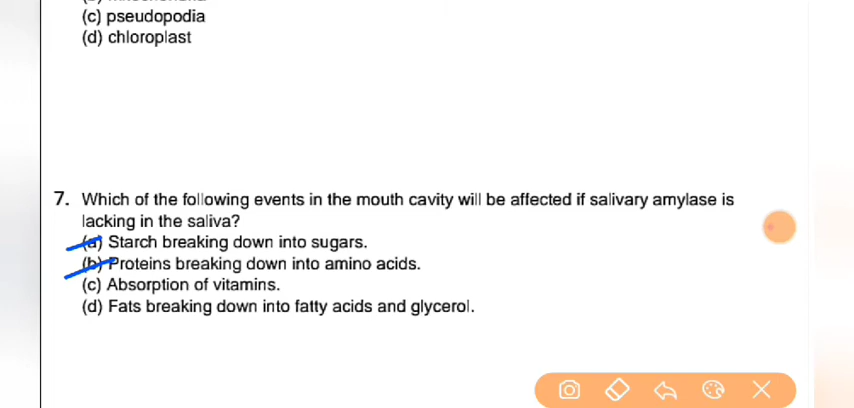 (c) pseudopodia
(d) chloroplast
7. Which of the following events in the mouth cavity will be affected if salivary amylase is
lacking in the saliva?
(a) Starch breaking down into sugars.
(b) Proteins breaking down into amino acids.
(c) Absorption of vitamins.
(d) Fats breaking down into fatty acids and glycerol.